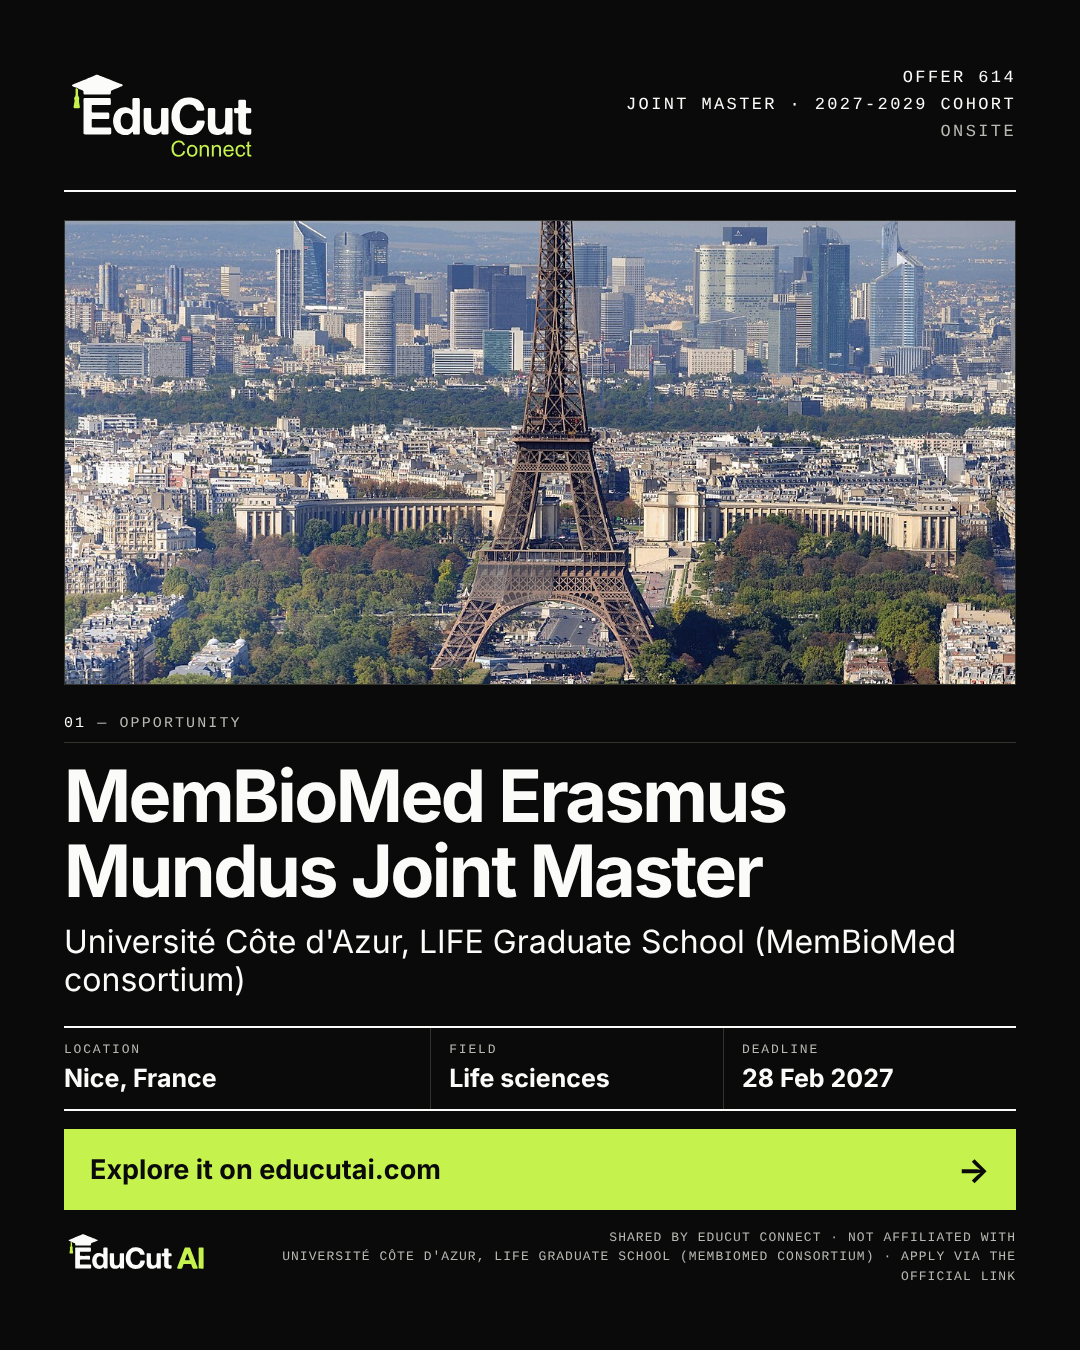 EduCut
Connect
OFFER 614
JOINT MASTER · 2027-2029 COHORT
ONSITE
01 — OPPORTUNITY
MemBioMed Erasmus
Mundus Joint Master
Université Côte d'Azur, LIFE Graduate School (MemBioMed
consortium)
LOCATION
Nice, France
FIELD
Life sciences
DEADLINE
28 Feb 2027
Explore it on educutai.com →
EduCut AI
SHARED BY EDUCUT CONNECT · NOT AFFILIATED WITH
UNIVERSITÉ CÔTE D'AZUR, LIFE GRADUATE SCHOOL (MEMBIOMED CONSORTIUM) · APPLY VIA THE
OFFICIAL LINK